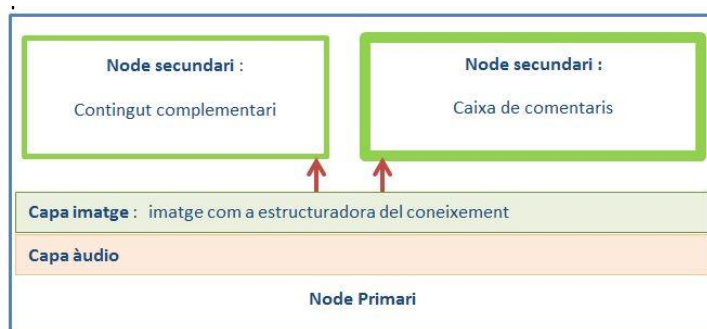 Node secundari :
Contingut complementari
Node secundari :
Caixa de comentaris
Capa imatge : imatge com a estructuradora del coneixement
Capa àudio
Node Primari